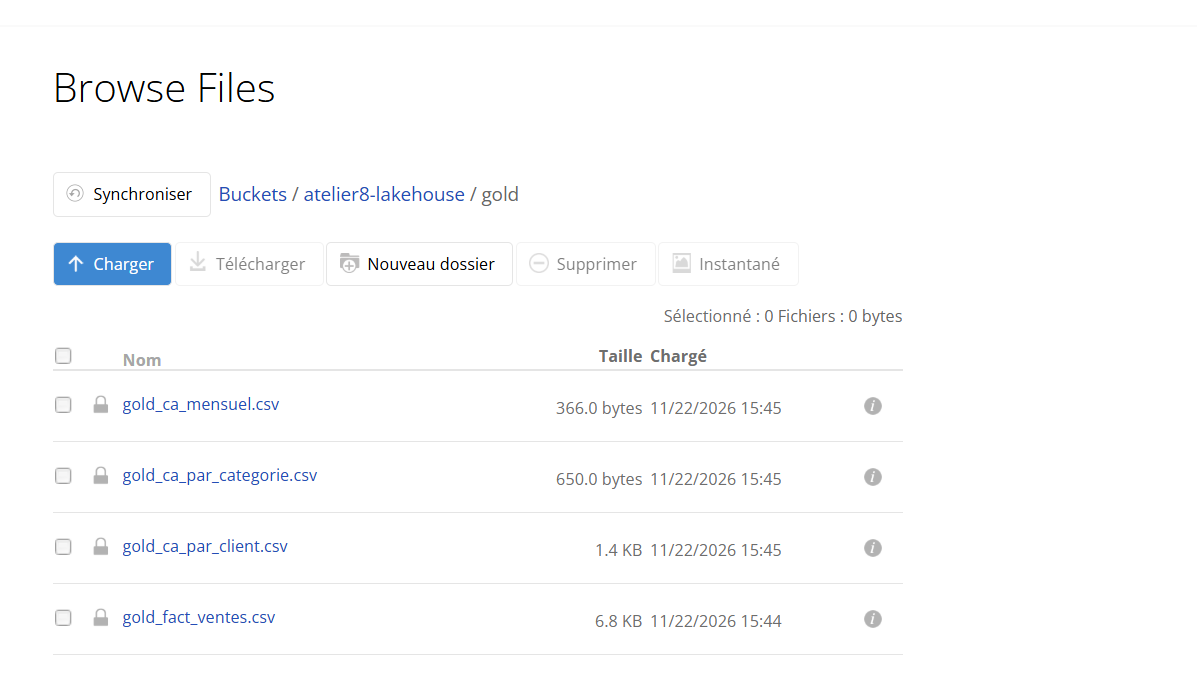 Browse Files
Synchroniser Buckets / atelier8-lakehouse / gold
Charger Télécharger Nouveau dossier Supprimer Instantané
Sélectionné : 0 Fichiers : 0 bytes
Nom Taille Chargé
gold_ca_mensuel.csv 366.0 bytes 11/22/2026 15:45
gold_ca_par_categorie.csv 650.0 bytes 11/22/2026 15:45
gold_ca_par_client.csv 1.4 KB 11/22/2026 15:45
gold_fact_ventes.csv 6.8 KB 11/22/2026 15:44